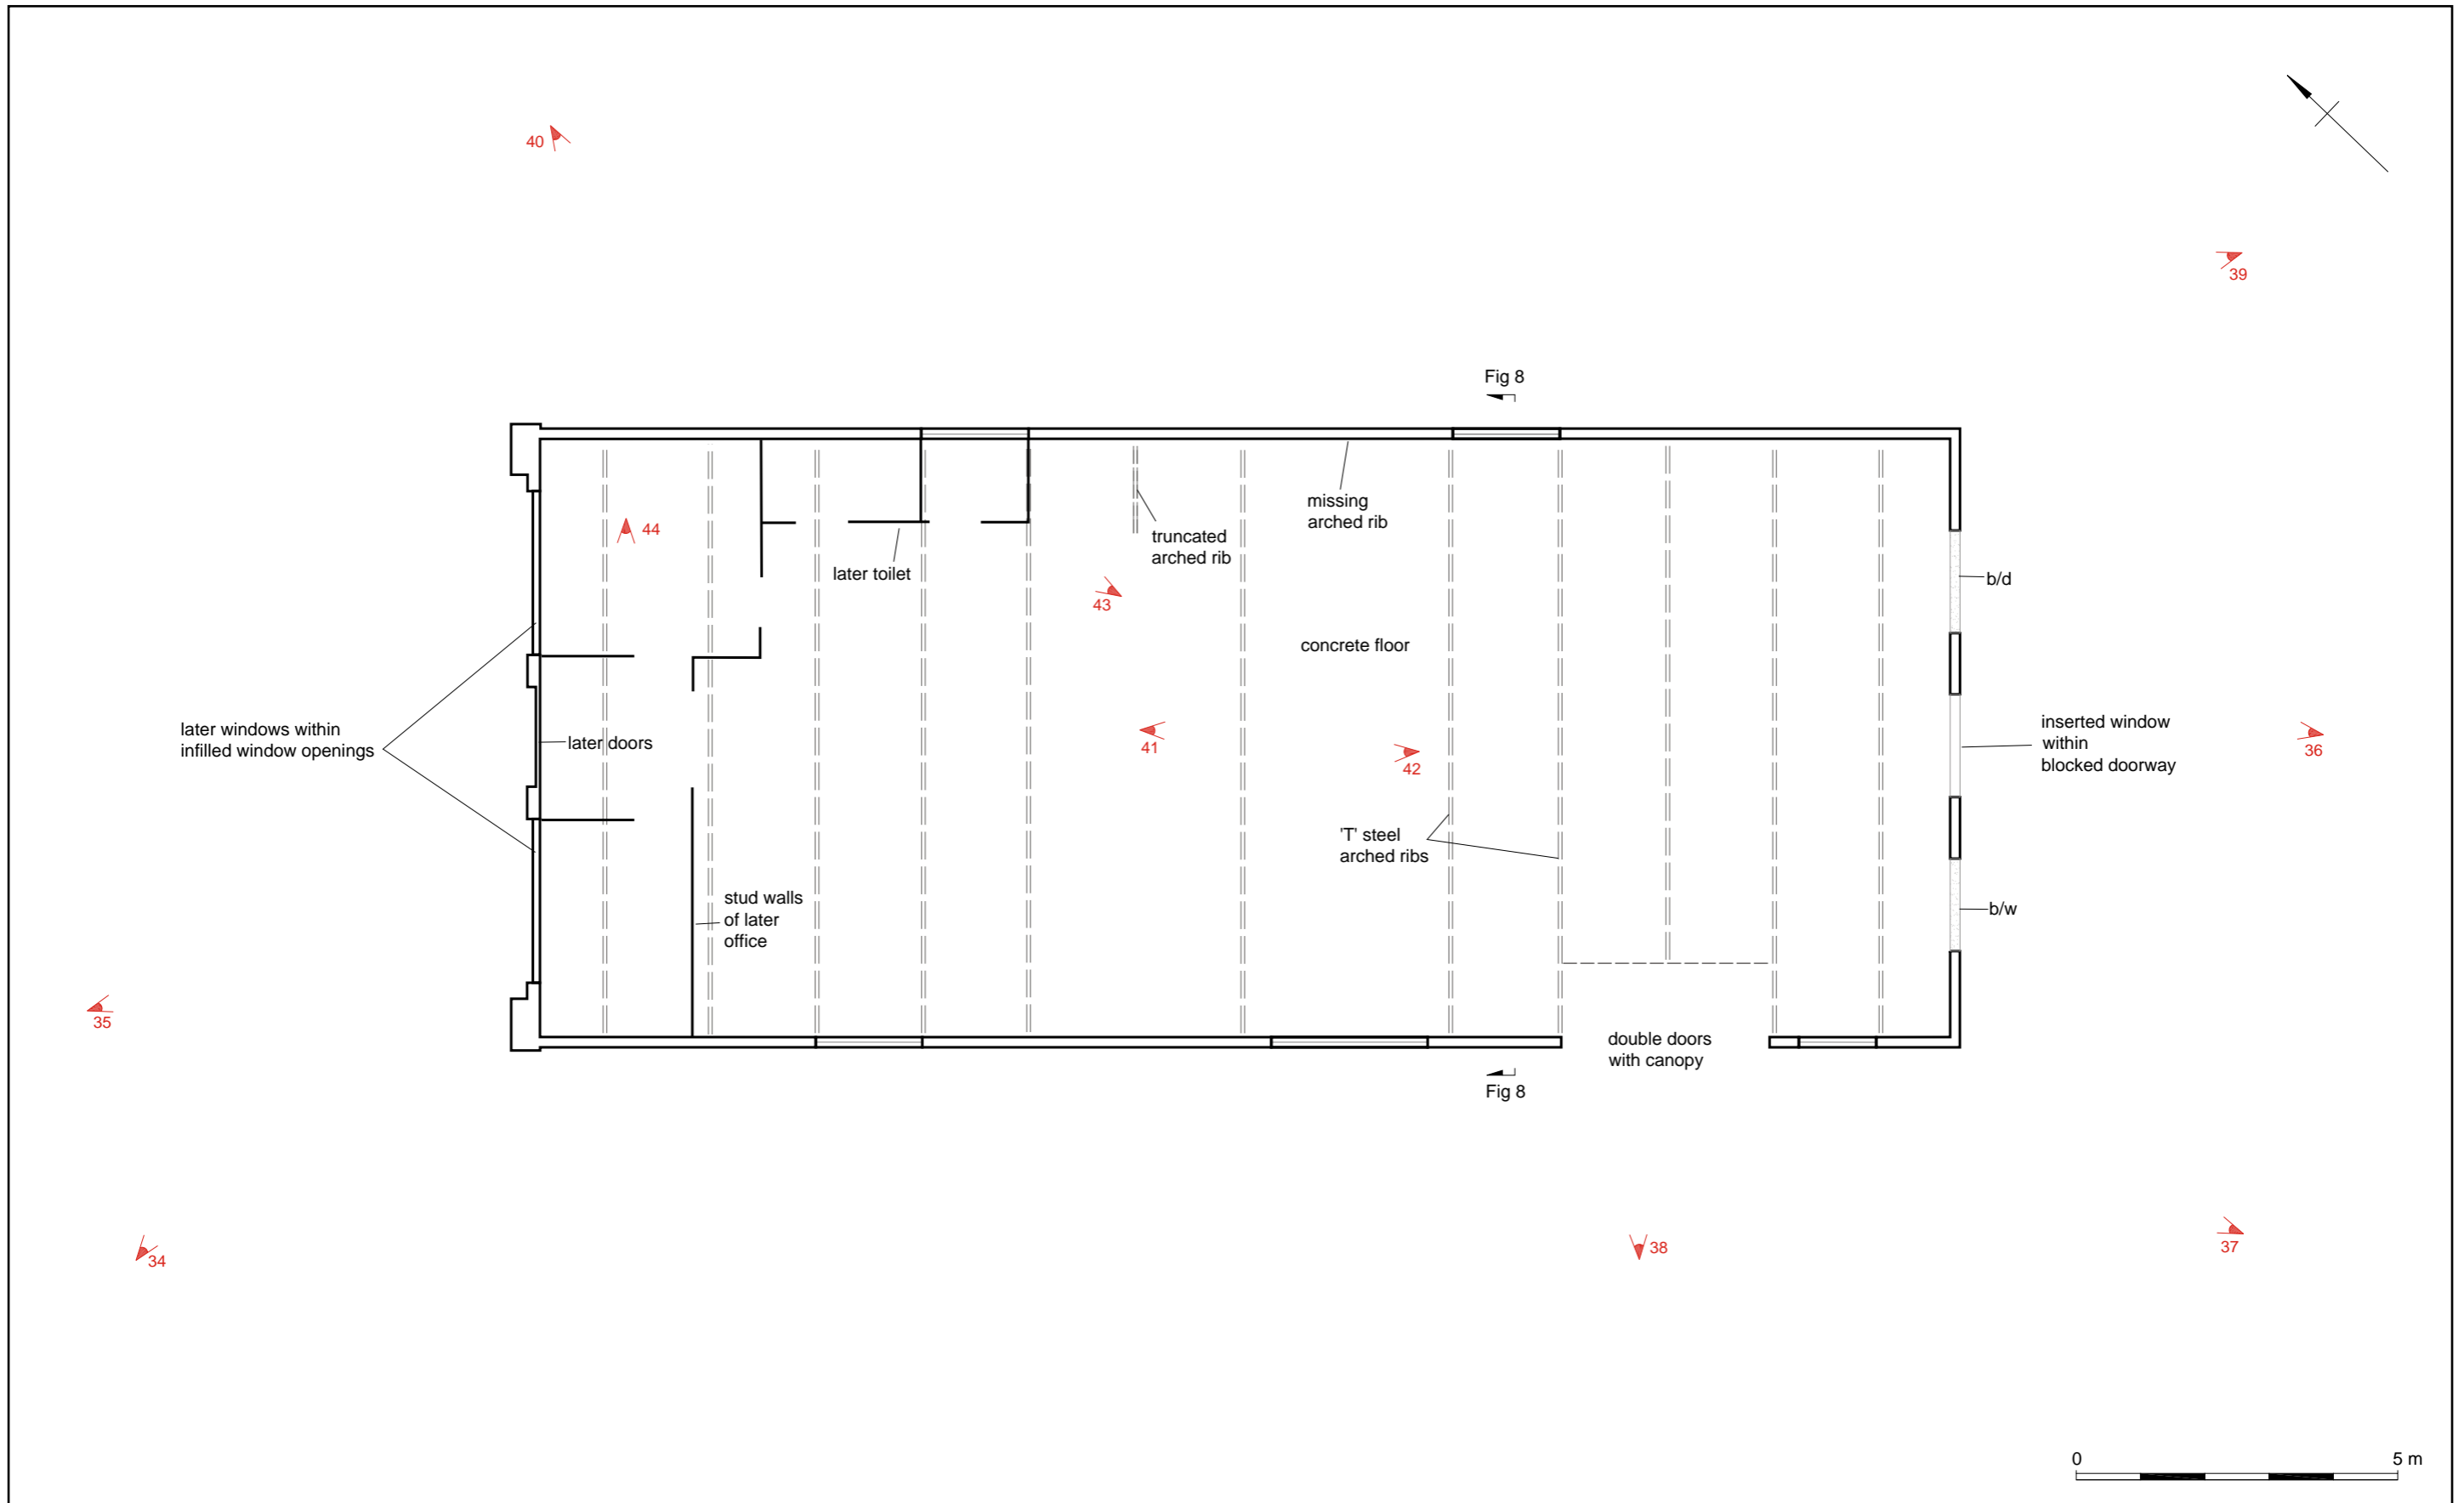 40
39
Fig 8
missing
arched rib
44
truncated
arched rib
later toilet
b/d
43
concrete floor
later windows within
infilled window openings
later doors
41
42
inserted window
within
blocked doorway
36
'T' steel
arched ribs
stud walls
of later
office
b/w
35
double doors
with canopy
Fig 8
34
38
37
0 5 m